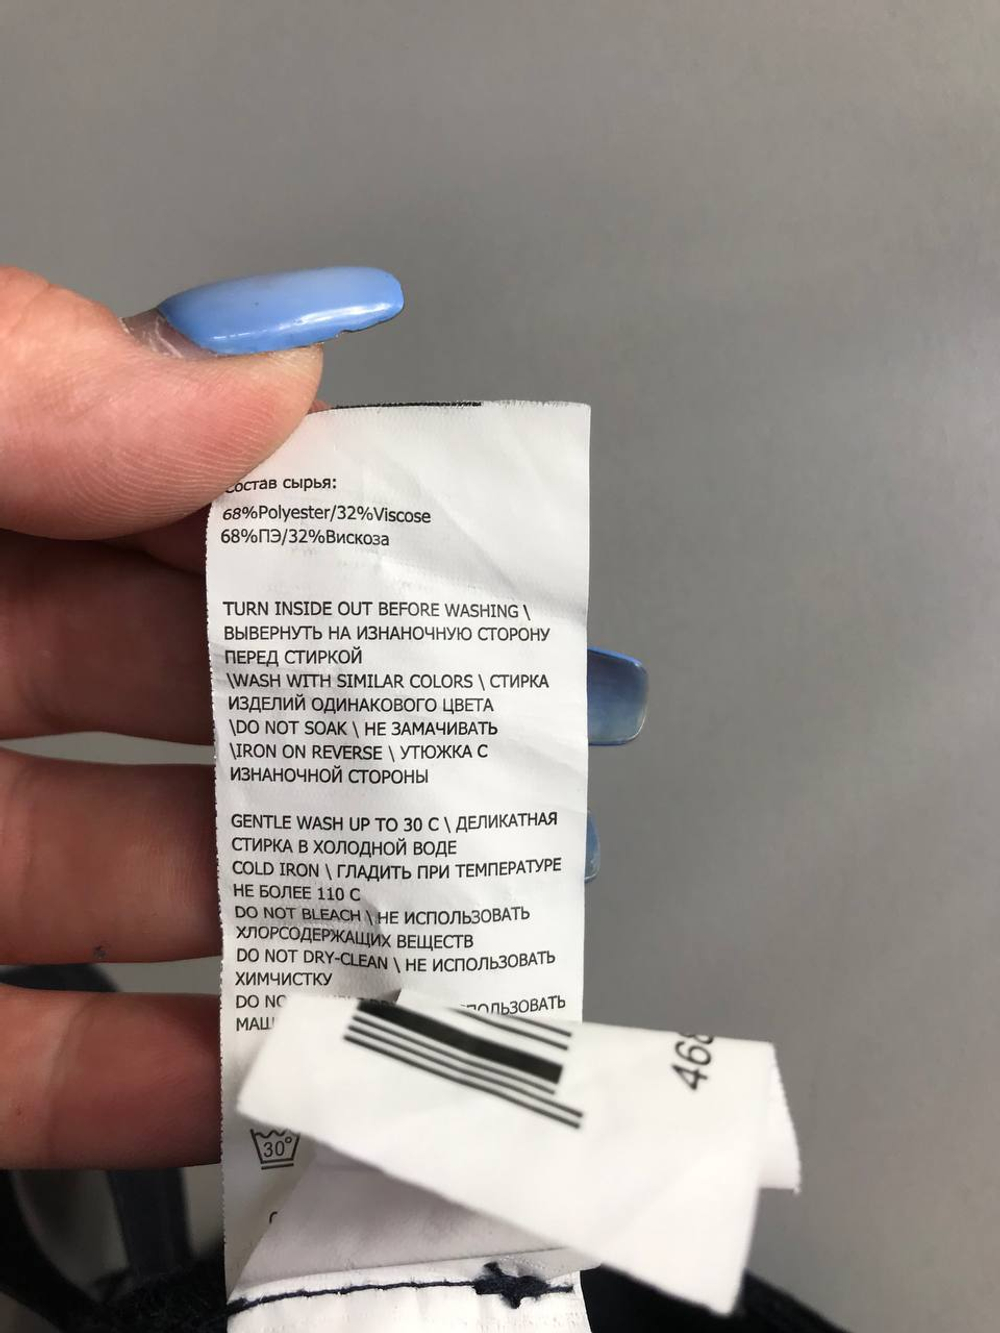 Состав сырья:
68%Polyester/32%Viscose
68%ПЭ/32%Вискоза
TURN INSIDE OUT BEFORE WASHING \
ВЫВЕРНУТЬ НА ИЗНАНОЧНУЮ СТОРОНУ
ПЕРЕД СТИРКОЙ
\WASH WITH SIMILAR COLORS \ СТИРКА
ИЗДЕЛИЙ ОДИНАКОВОГО ЦВЕТА
\DO NOT SOAK \ НЕ ЗАМАЧИВАТЬ
\IRON ON REVERSE \ УТЮЖКА С
ИЗНАНОЧНОЙ СТОРОНЫ
GENTLE WASH UP TO 30 C \ ДЕЛИКАТНАЯ
СТИРКА В ХОЛОДНОЙ ВОДЕ
COLD IRON \ ГЛАДИТЬ ПРИ ТЕМПЕРАТУРЕ
НЕ БОЛЕЕ 110 С
DO NOT BLEACH \ НЕ ИСПОЛЬЗОВАТЬ
ХЛОРСОДЕРЖАЩИХ ВЕЩЕСТВ
DO NOT DRY-CLEAN \ НЕ ИСПОЛЬЗОВАТЬ
ХИМЧИСТКУ
DO
30°